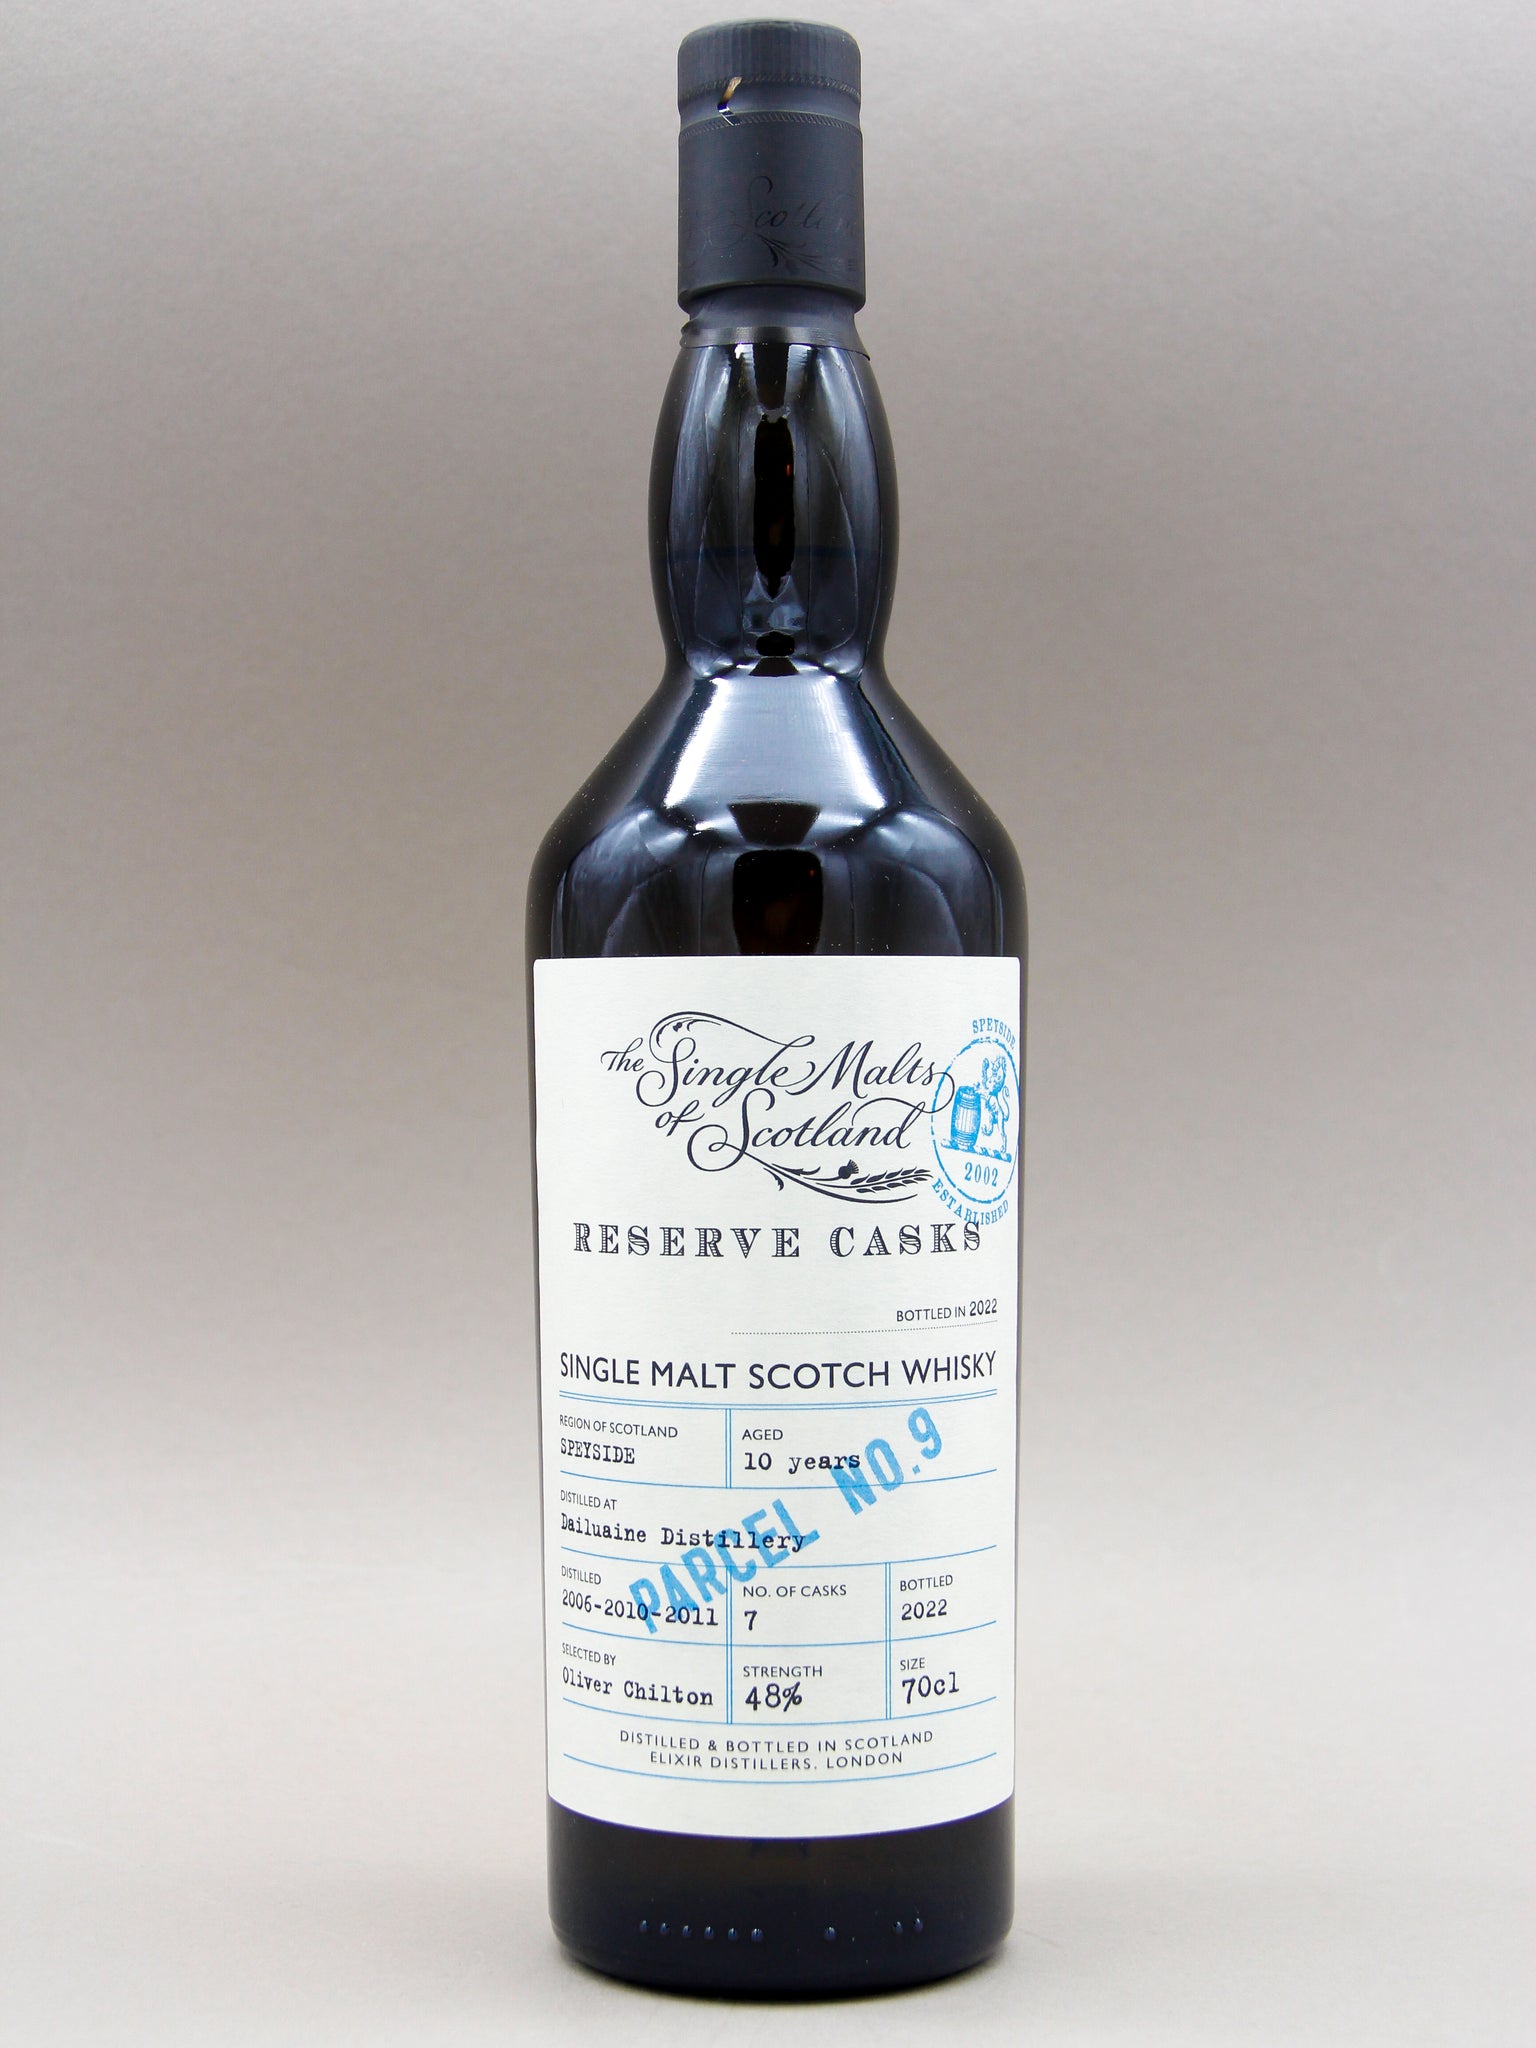 The Single Malts
of Scotland
SPEYSIDE
2002
ESTABLISHED
RESERVE CASKS
BOTTLED IN 2022
SINGLE MALT SCOTCH WHISKY
REGION OF SCOTLAND
SPEYSIDE
AGED
10 years
PARCEL NO.9
DISTILLED AT
Dailuaine Distillery
DISTILLED
2006-2010-2011
NO. OF CASKS
7
BOTTLED
2022
SELECTED BY
Oliver Chilton
STRENGTH
48%
SIZE
70cl
DISTILLED & BOTTLED IN SCOTLAND
ELIXIR DISTILLERS, LONDON